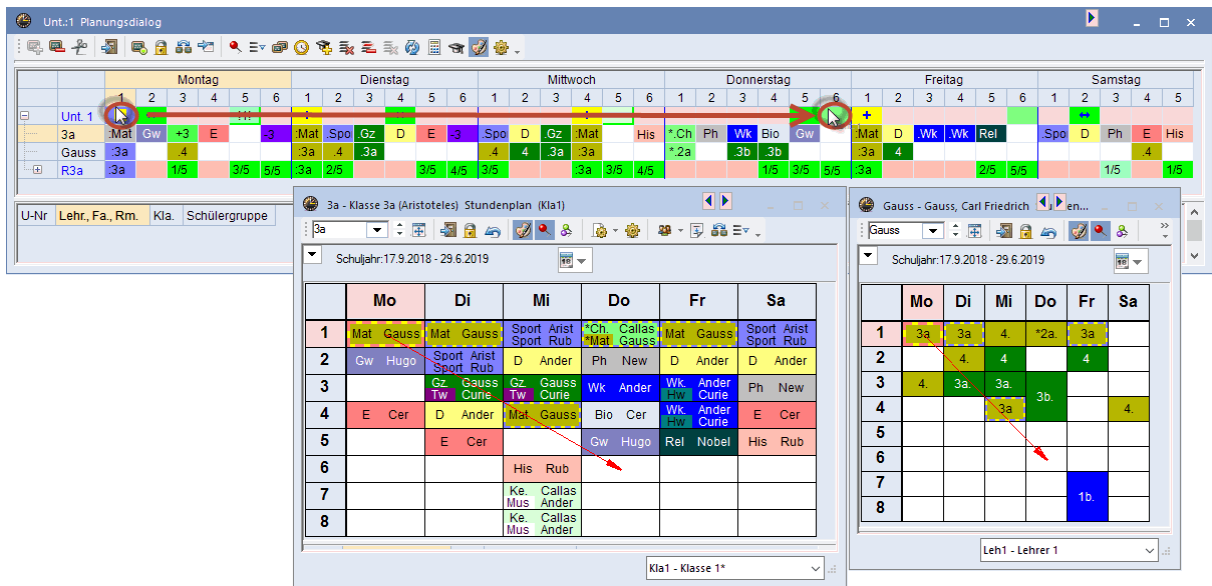 Unt.:1 Planungsdialog
Montag Dienstag Mittwoch Donnerstag Freitag Samstag
1 2 3 4 5 6 1 2 3 4 5 6 1 2 3 4 5 6 1 2 3 4 5 6 1 2 3 4 5 6 1 2 3 4 5
Unt. 1 + + +
3a :Mat Gw +3 E -3 :Mat .Spo .Gz D E -3 .Spo D .Gz :Mat His *.Ch Ph Wk Bio Gw :Mat D .Wk .Wk Rel .Spo D Ph E His
Gauss :3a .4 :3a .4 .3a .4 4 .3a :3a *.2a .3b .3b :3a 4 .4
R3a :3a 1/5 3/5 5/5 :3a 2/5 3/5 4/5 3/5 :3a 3/5 4/5 1/5 3/5 5/5 :3a 2/5 5/5 1/5 1/5
U-Nr Lehr., Fa., Rm. Kla. Schülergruppe
3a - Klasse 3a (Aristoteles) Stundenplan (Kla1)
3a
Schuljahr:17.9.2018 - 29.6.2019
Mo Di Mi Do Fr Sa
1 Mat Gauss Mat Gauss Sport Arist *Ch. Callas Mat Gauss Sport Arist
Sport Rub *Mat Gauss Sport Rub
2 Gw Hugo Sport Arist D Ander Ph New D Ander D Ander
Sport Rub
3 Gz Gauss Gz Gauss Wk Ander Wk. Ander Ph New
Tw Curie Tw Curie Hw Curie
4 E Cer D Ander Mat Gauss Bio Cer Wk. Ander E Cer
Hw Curie
5 E Cer Gw Hugo Rel Nobel His Rub
6 His Rub
7 Ke. Callas
Mus Ander
8 Ke. Callas
Mus Ander
Kla1 - Klasse 1*
Gauss - Gauss, Carl Friedrich
Gauss
Schuljahr:17.9.2018 - 29.6.2019
Mo Di Mi Do Fr Sa
1 3a 3a 4. *2a. 3a
2 4. 4 4
3 4. 3a. 3a. 3b.
4 3a 4.
5
6
7 1b.
8
Leh1 - Lehrer 1